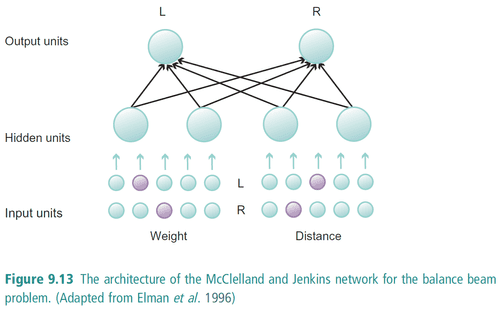 L R
Output units
Hidden units
L
Input units R
Weight Distance
Figure 9.13 The architecture of the McClelland and Jenkins network for the balance beam
problem. (Adapted from Elman et al. 1996)